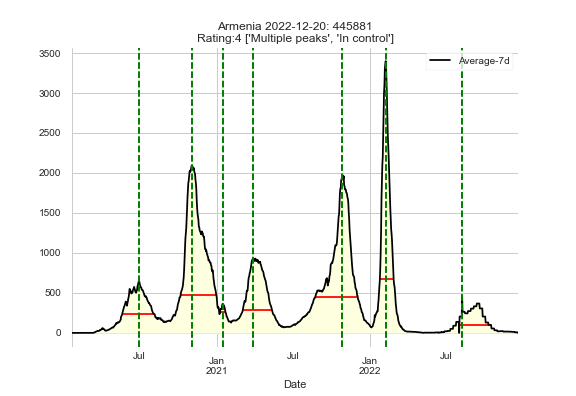 Armenia 2022-12-20: 445881
Rating:4 ['Multiple peaks', 'In control']
Average-7d
3500
3000
2500
2000
1500
1000
500
0
Jul
Jan
2021
Jul
Jan
2022
Jul
Date